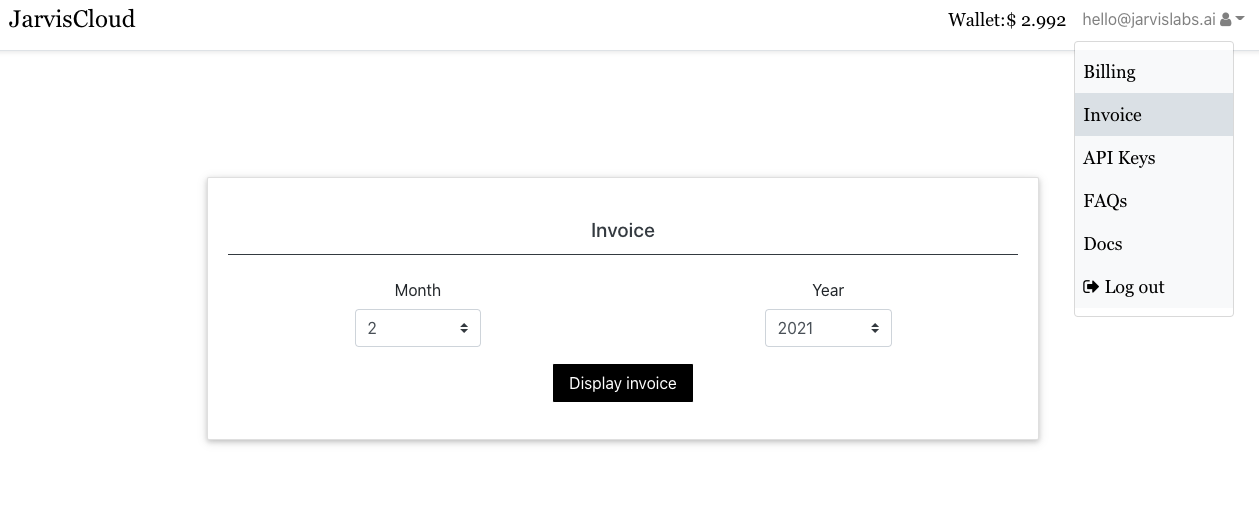 JarvisCloud
Wallet:$ 2.992 hello@jarvislabs.ai
Billing
Invoice
API Keys
FAQs
Docs
Log out
Invoice
Month Year
2 2021
Display invoice